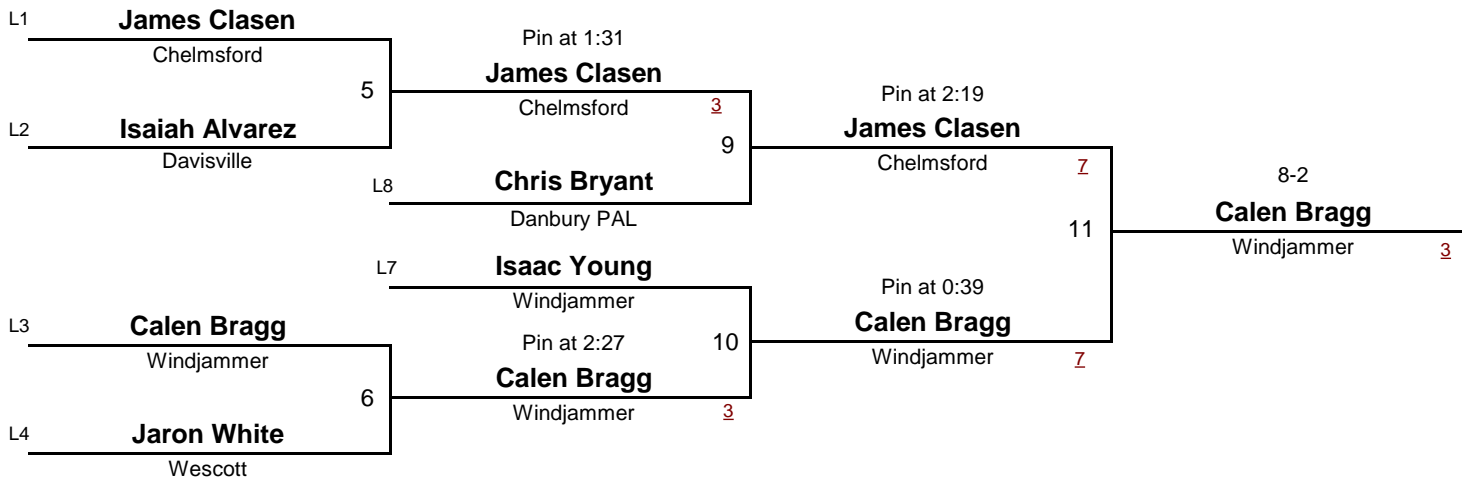 L1 James Clasen
Chelmsford
5
L2 Isaiah Alvarez
Davisville
Pin at 1:31
James Clasen
Chelmsford 3
9
L8 Chris Bryant
Danbury PAL
Pin at 2:19
James Clasen
Chelmsford 7
11
8-2
Calen Bragg
Windjammer 3
L7 Isaac Young
Windjammer
10
Pin at 0:39
Calen Bragg
Windjammer 7
L3 Calen Bragg
Windjammer
6
Pin at 2:27
Calen Bragg
Windjammer 3
L4 Jaron White
Wescott